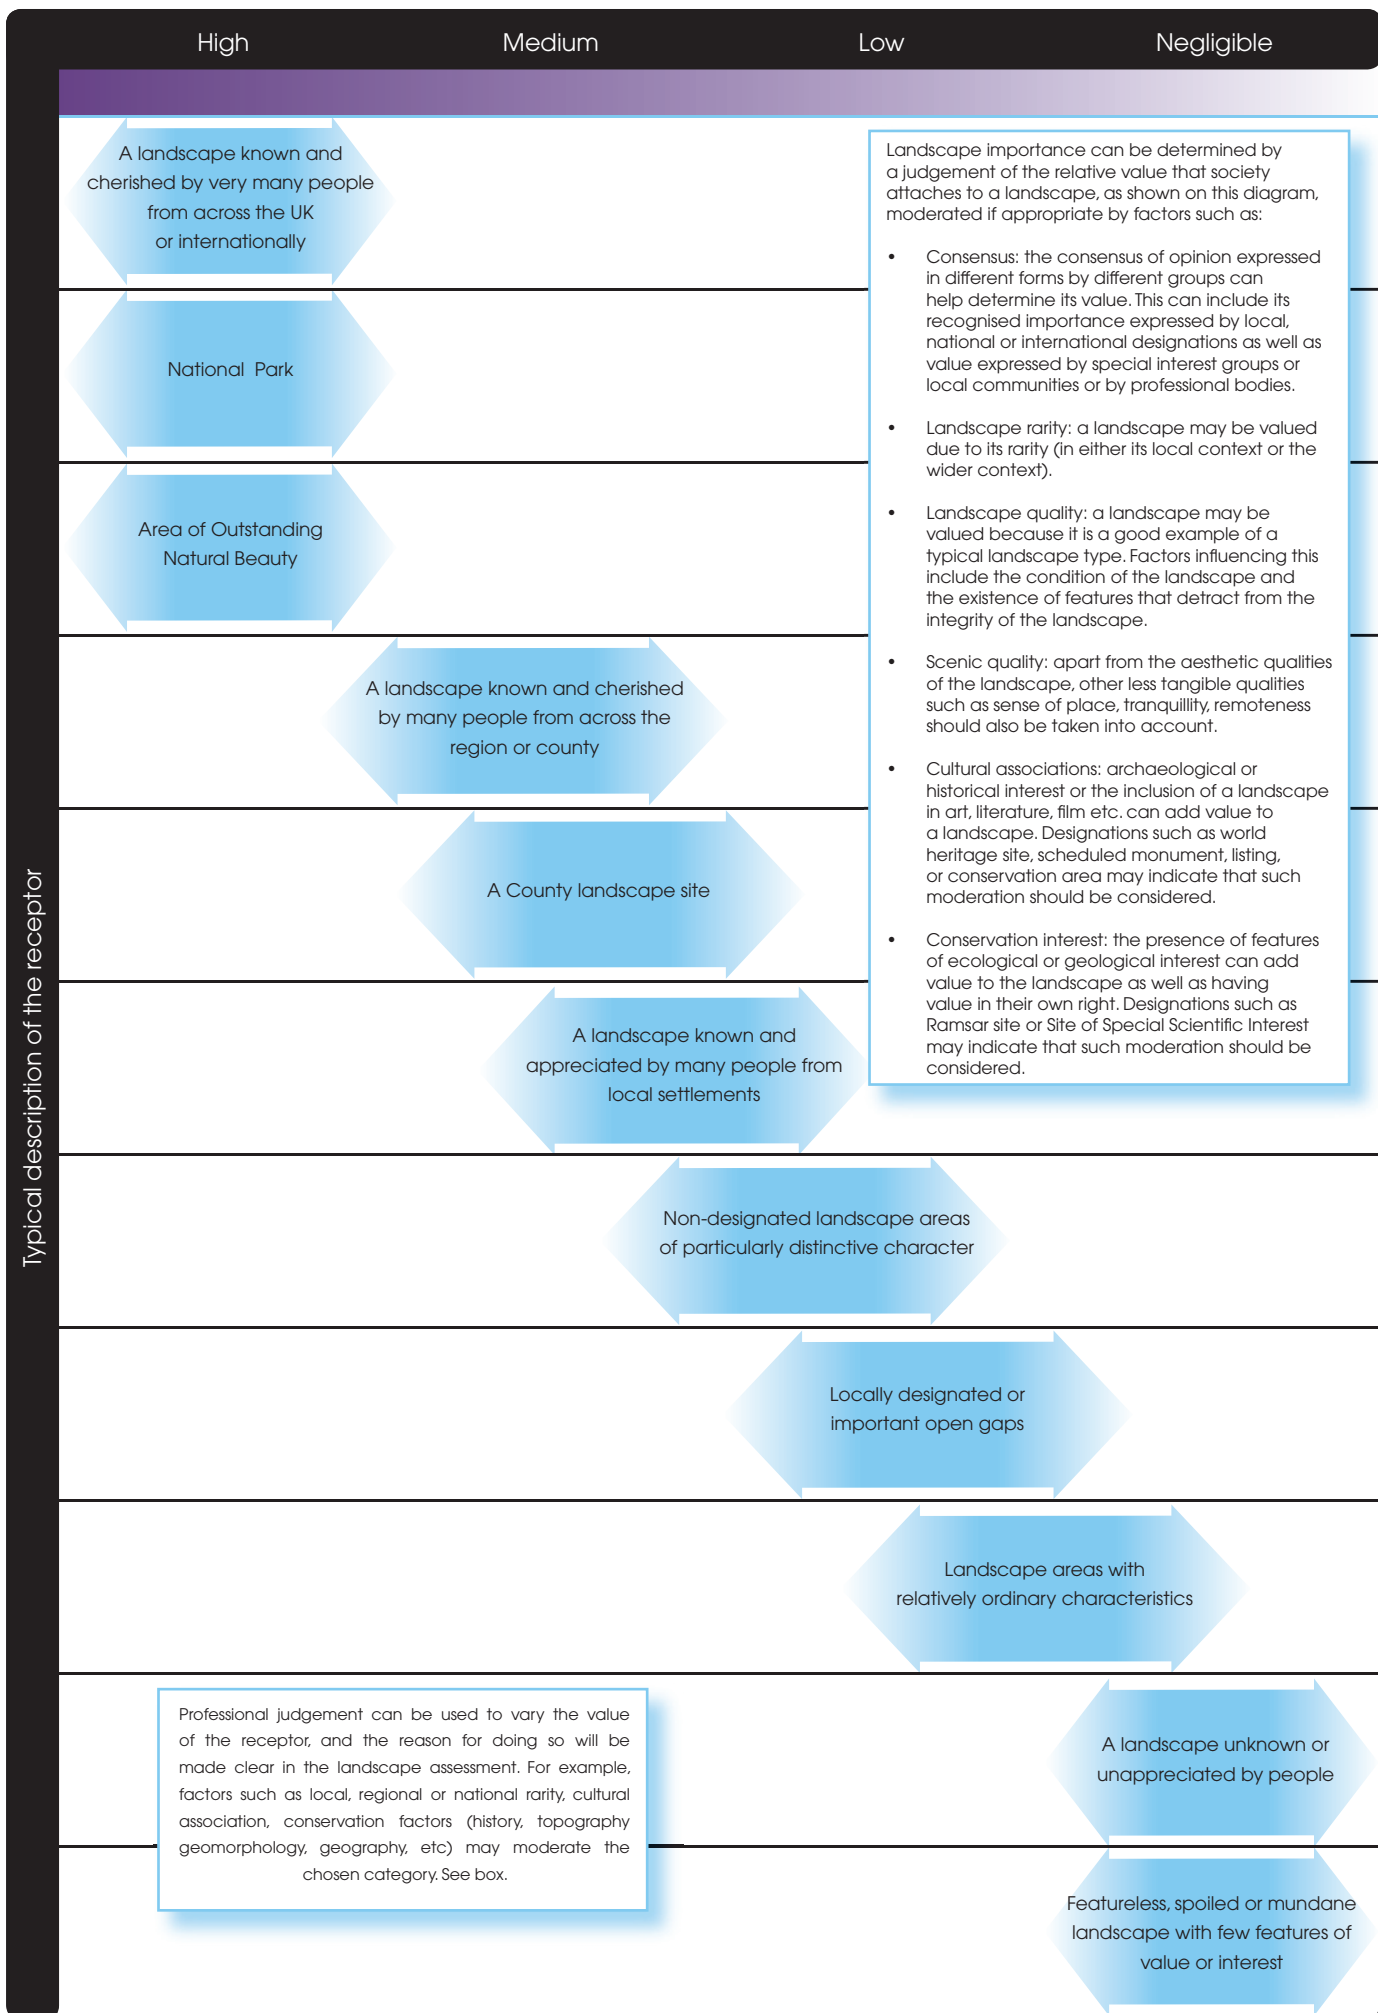 High Medium Low Negligible
Typical description of the receptor
A landscape known and
cherished by very many people
from across the UK
or internationally
National Park
Area of Outstanding
Natural Beauty
A landscape known and cherished
by many people from across the
region or county
A County landscape site
A landscape known and
appreciated by many people from
local settlements
Non-designated landscape areas
of particularly distinctive character
Locally designated or
important open gaps
Landscape areas with
relatively ordinary characteristics
A landscape unknown or
unappreciated by people
Featureless, spoiled or mundane
landscape with few features of
value or interest
Landscape importance can be determined by
a judgement of the relative value that society
attaches to a landscape, as shown on this diagram,
moderated if appropriate by factors such as:
• Consensus: the consensus of opinion expressed
in different forms by different groups can
help determine its value. This can include its
recognised importance expressed by local,
national or international designations as well as
value expressed by special interest groups or
local communities or by professional bodies.
• Landscape rarity: a landscape may be valued
due to its rarity (in either its local context or the
wider context).
• Landscape quality: a landscape may be
valued because it is a good example of a
typical landscape type. Factors influencing this
include the condition of the landscape and
the existence of features that detract from the
integrity of the landscape.
• Scenic quality: apart from the aesthetic qualities
of the landscape, other less tangible qualities
such as sense of place, tranquillity, remoteness
should also be taken into account.
• Cultural associations: archaeological or
historical interest or the inclusion of a landscape
in art, literature, film etc. can add value to
a landscape. Designations such as world
heritage site, scheduled monument, listing,
or conservation area may indicate that such
moderation should be considered.
• Conservation interest: the presence of features
of ecological or geological interest can add
value to the landscape as well as having
value in their own right. Designations such as
Ramsar site or Site of Special Scientific Interest
may indicate that such moderation should be
considered.
Professional judgement can be used to vary the value
of the receptor, and the reason for doing so will be
made clear in the landscape assessment. For example,
factors such as local, regional or national rarity, cultural
association, conservation factors (history, topography
geomorphology, geography, etc) may moderate the
chosen category. See box.